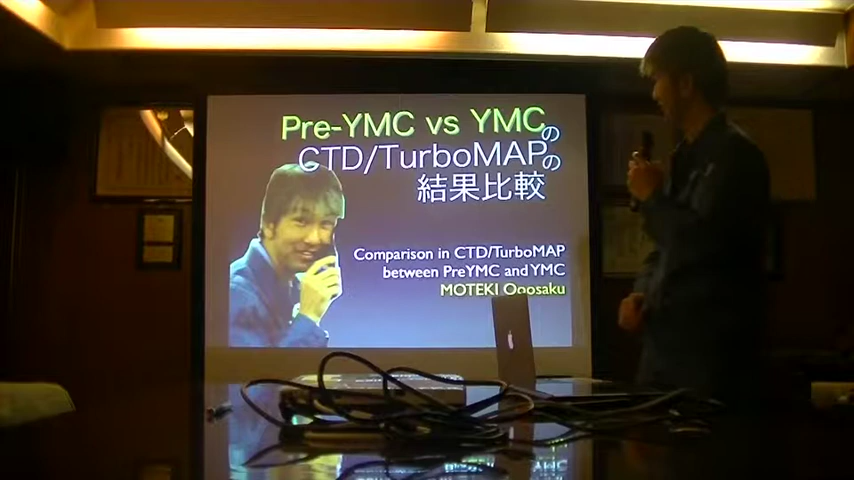 Pre-YMC vs YMCの
CTD/TurboMAPの
結果比較
Comparison in CTD/TurboMAP
between PreYMC and YMC
MOTEKI Qoosaku